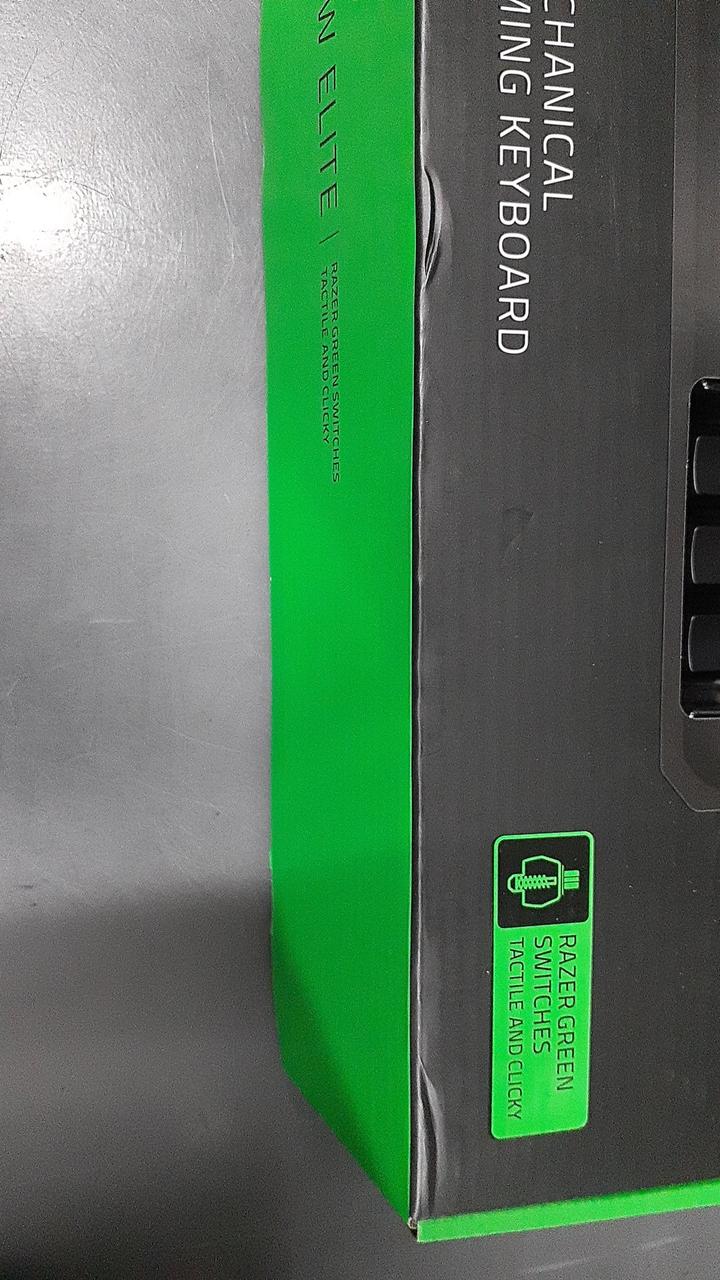 W ELITE | RAZER GREEN SWITCHES
TACTILE AND CLICKY
CHANICAL
MING KEYBOARD
RAZER GREEN
SWITCHES
TACTILE AND CLICKY